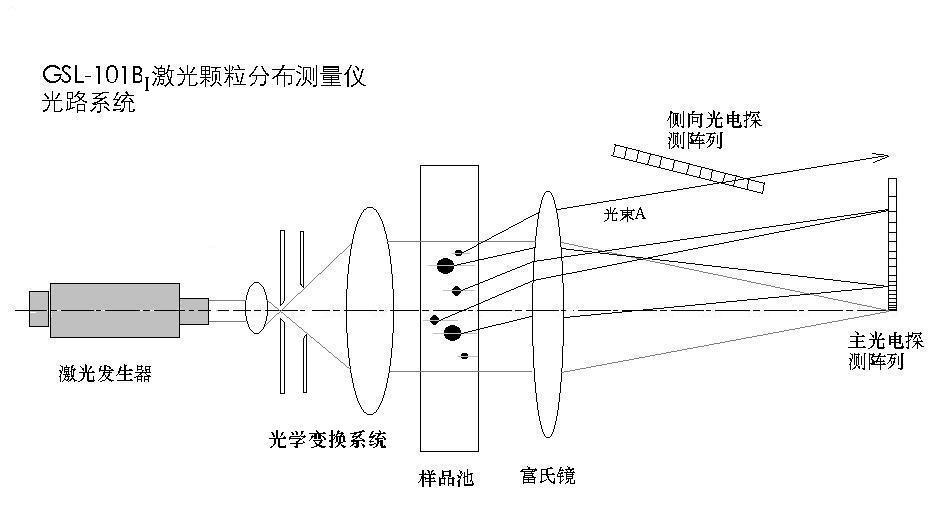 GSL-101BI激光颗粒分布测量仪
光路系统
侧向光电探
测阵列
光束A
主光电探
测阵列
激光发生器
光学变换系统
样品池
富氏镜